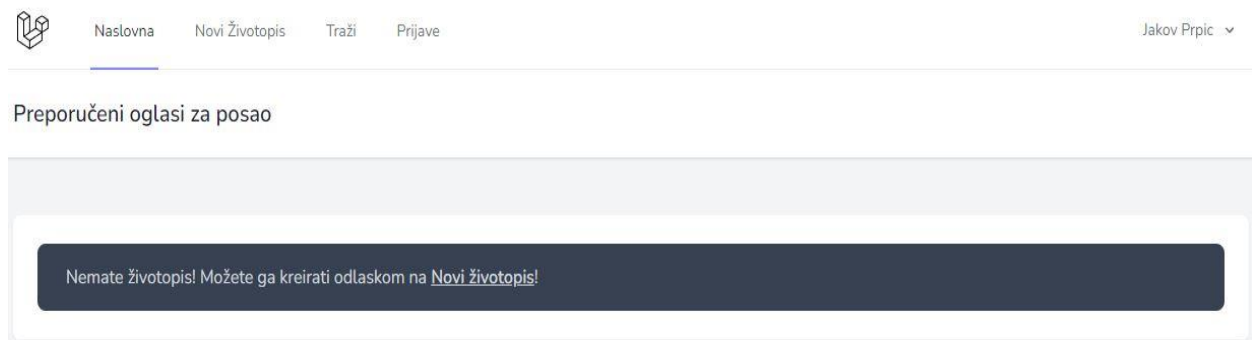 Naslovna Novi Životopis Traži Prijave Jakov Prpic
Preporučeni oglasi za posao
Nemate životopis! Možete ga kreirati odlaskom na Novi životopis!